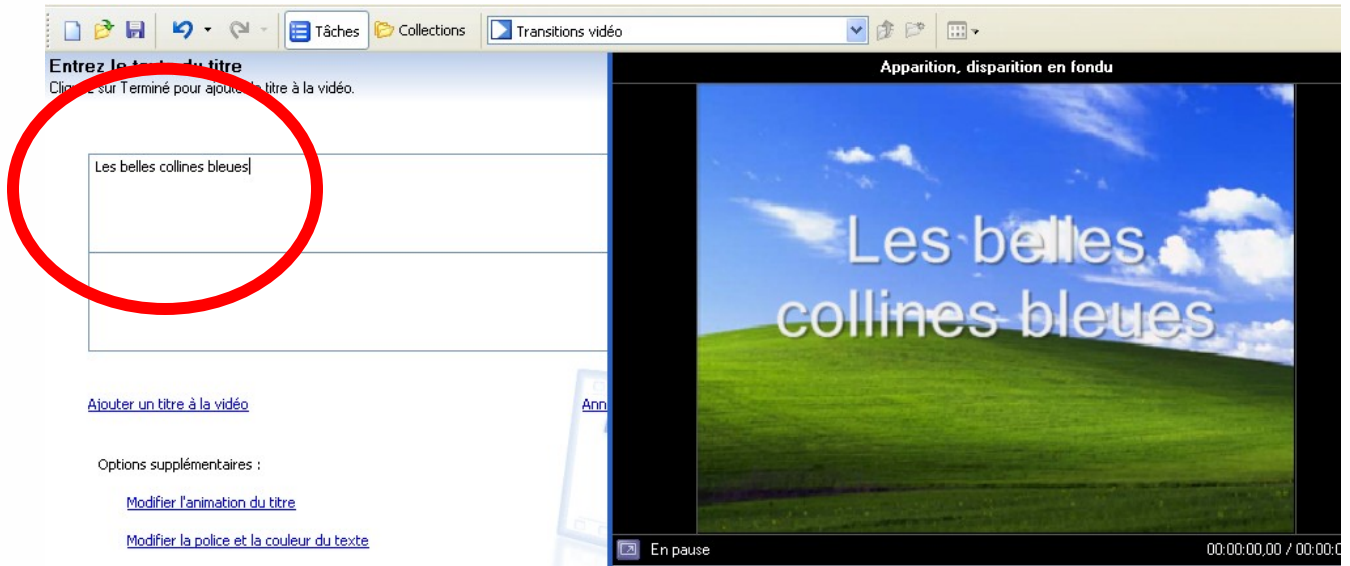 Tâches Collections Transitions vidéo
Entrez le texte du titre
sur Terminé pour ajouter titre à la vidéo.
Les belles collines bleues
Ajouter un titre à la vidéo
Ann
Options supplémentaires :
Modifier l'animation du titre
Modifier la police et la couleur du texte
Apparition, disparition en fondu
Les belles
collines bleues
En pause 00:00:00,00 / 00:00:0